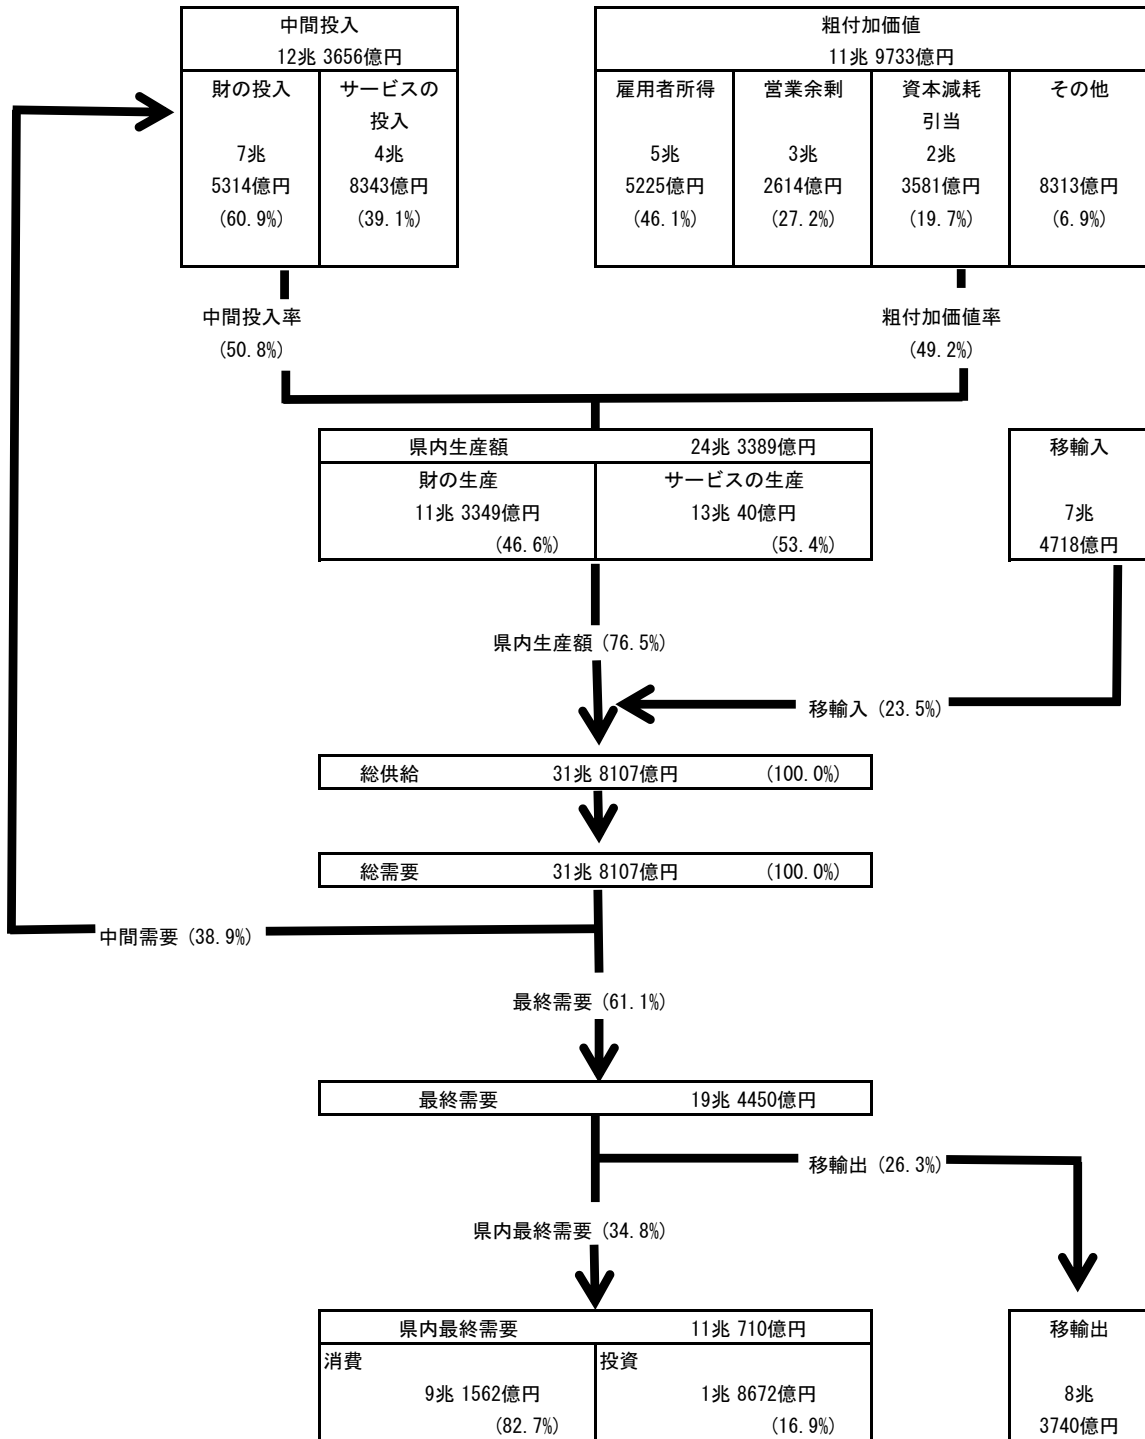 中間投入
12兆 3656億円
財の投入
7兆
5314億円
(60.9%)
サービスの
投入
4兆
8343億円
(39.1%)
粗付加価値
11兆 9733億円
雇用者所得
5兆
5225億円
(46.1%)
営業余剰
3兆
2614億円
(27.2%)
資本減耗
引当
2兆
3581億円
(19.7%)
その他
8313億円
(6.9%)
中間投入率
(50.8%)
粗付加価値率
(49.2%)
県内生産額 24兆 3389億円
財の生産
11兆 3349億円
(46.6%)
サービスの生産
13兆 40億円
(53.4%)
移輸入
7兆
4718億円
県内生産額 (76.5%)
移輸入 (23.5%)
総供給 31兆 8107億円 (100.0%)
総需要 31兆 8107億円 (100.0%)
中間需要 (38.9%)
最終需要 (61.1%)
最終需要 19兆 4450億円
移輸出 (26.3%)
県内最終需要 (34.8%)
県内最終需要 11兆 710億円
消費
9兆 1562億円
(82.7%)
投資
1兆 8672億円
(16.9%)
移輸出
8兆
3740億円